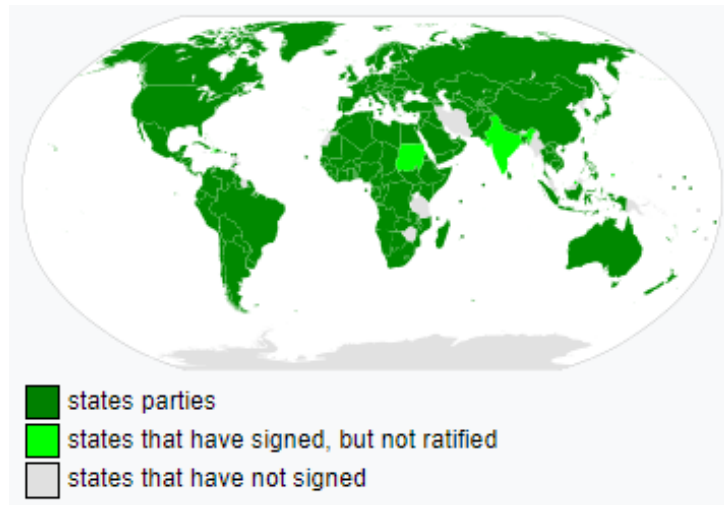 states parties
states that have signed, but not ratified
states that have not signed